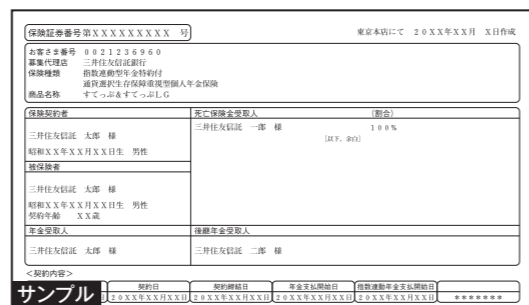 保険証券番号 第ＸＸＸＸＸＸＸＸＸ 号
東京本店にて ２０ＸＸ年ＸＸ月 Ｘ日作成
お客さま番号 ００２１２３６９６０
募集代理店 三井住友信託銀行
保険種類 指数連動型年金特約付
通貨選択生存保障重視型個人年金保険
商品名称 すてっぷ&すてっぷＬＧ
保険契約者
死亡保険金受取人 (割合)
三井住友信託 一郎 様 １００％
[以下、余白]
三井住友信託 太郎 様
昭和ＸＸ年ＸＸ月ＸＸ日生 男性
被保険者
三井住友信託 太郎 様
昭和ＸＸ年ＸＸ月ＸＸ日生 男性
契約年齢 ＸＸ歳
年金受取人
後継年金受取人
三井住友信託 太郎 様
三井住友信託 二郎 様
<契約内容>
契約日 契約締結日 年金支払開始日 指数連動年金支払開始日
サンプル 日 ２０ＸＸ年ＸＸ月ＸＸ日 ２０ＸＸ年ＸＸ月ＸＸ日 ２０ＸＸ年ＸＸ月ＸＸ日 ２０ＸＸ年ＸＸ月ＸＸ日 *******